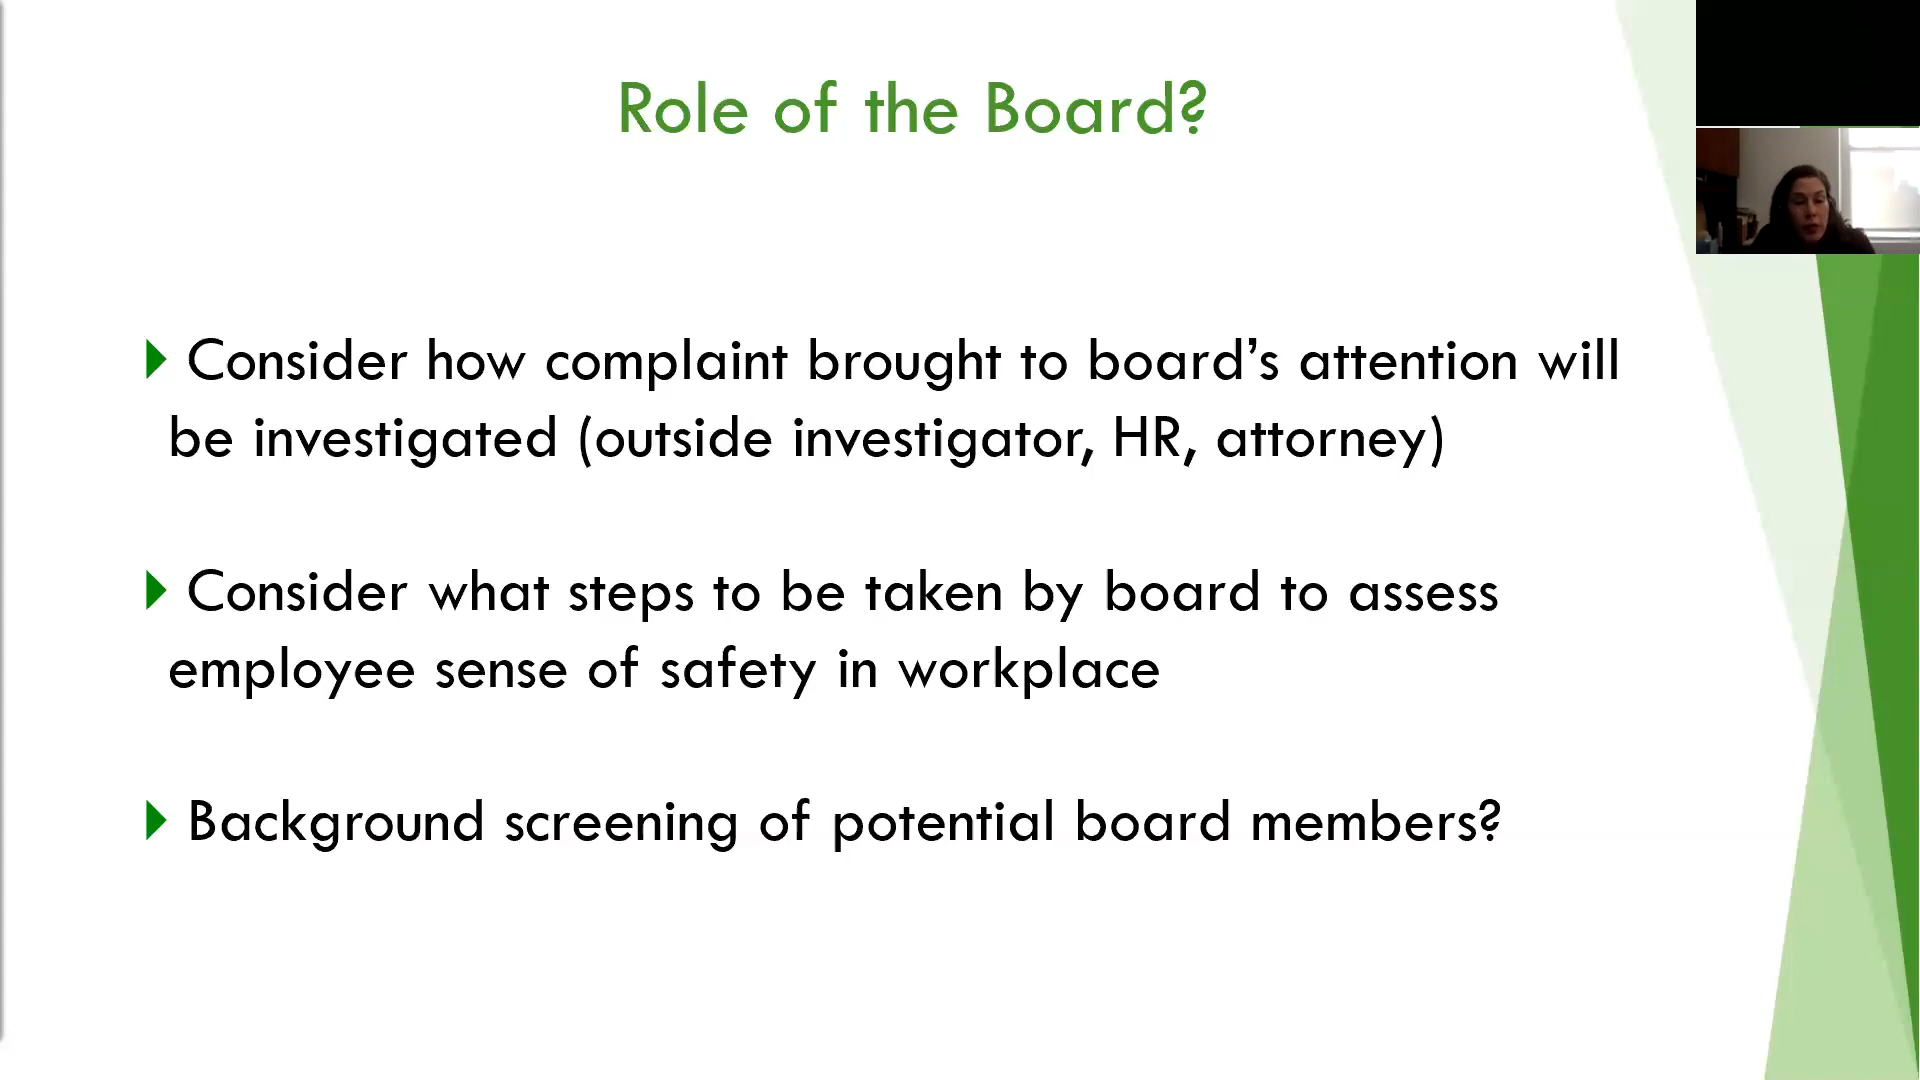 Role of the Board?
Consider how complaint brought to board’s attention will
be investigated (outside investigator, HR, attorney)
Consider what steps to be taken by board to assess
employee sense of safety in workplace
Background screening of potential board members?